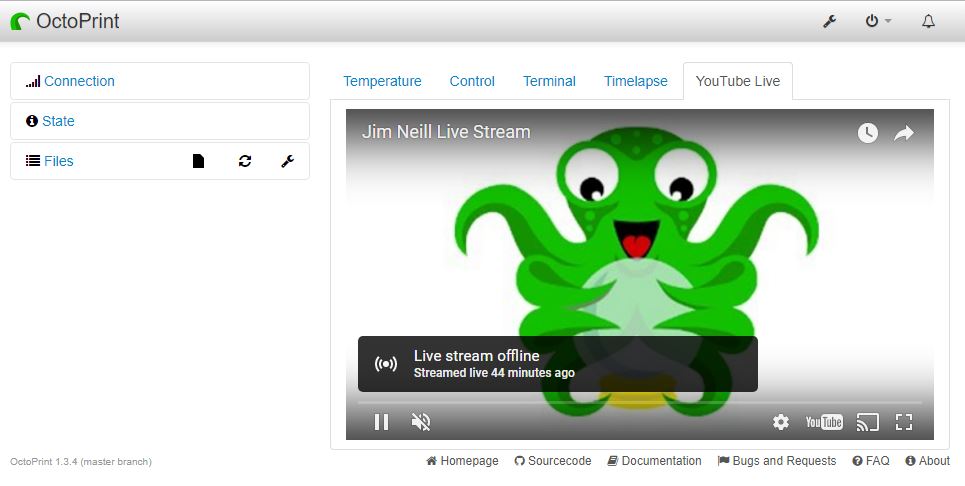 OctoPrint
Connection
State
Files
Temperature Control Terminal Timelapse YouTube Live
Jim Neill Live Stream
Live stream offline
Streamed live 44 minutes ago
YouTube
OctoPrint 1.3.4 (master branch)
Homepage Sourcecode Documentation Bugs and Requests FAQ About